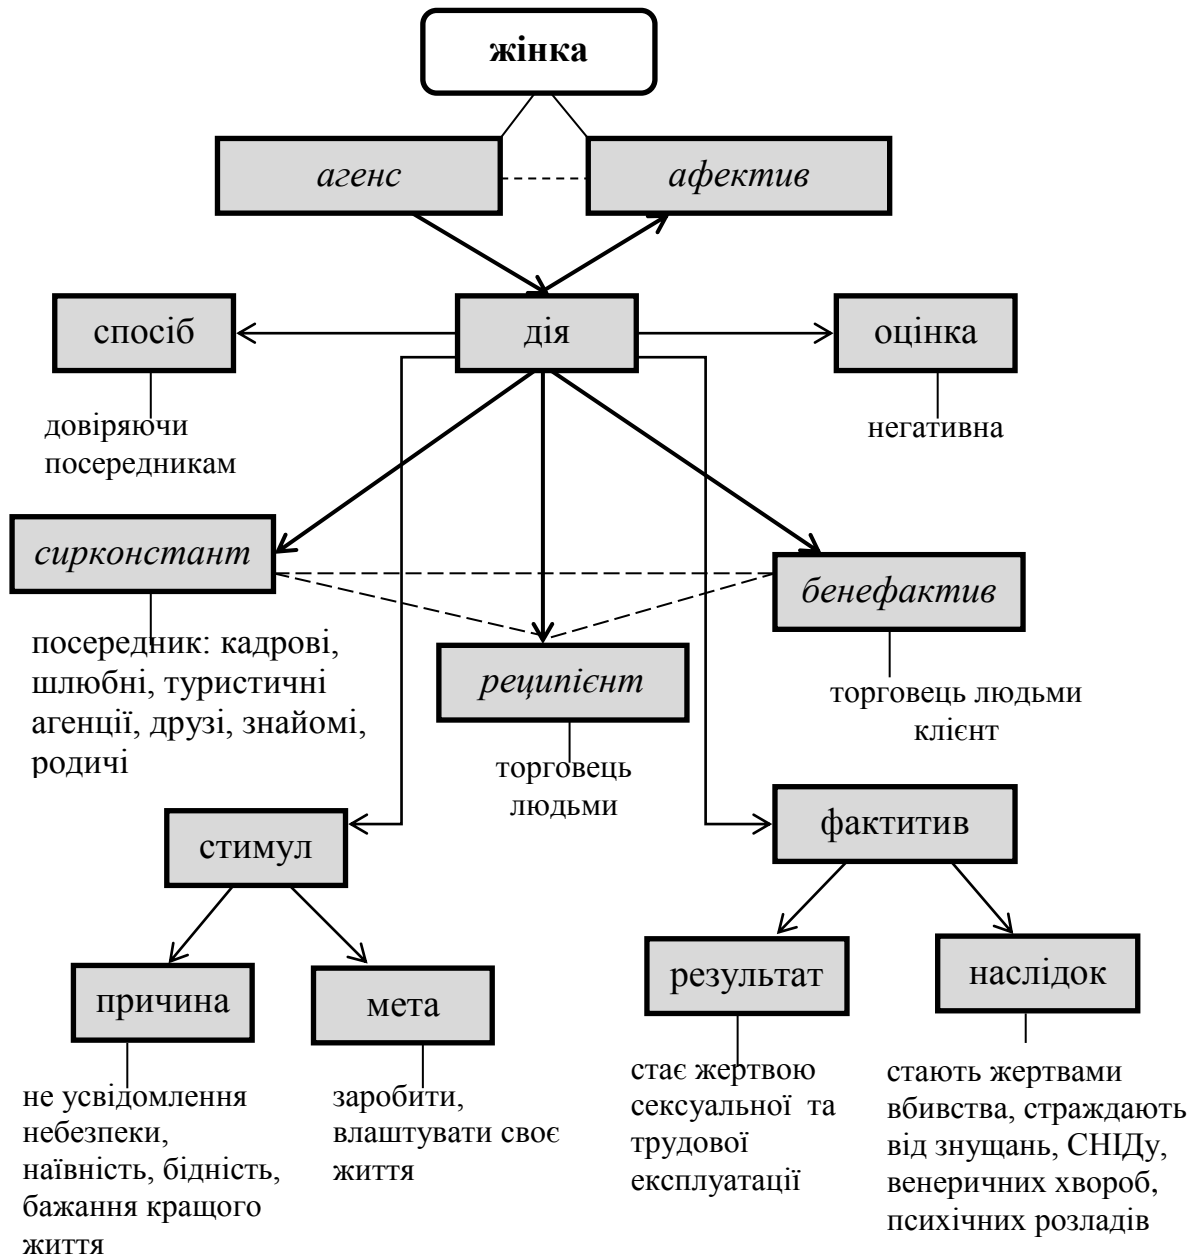 жінка
агенс
афектив
спосіб
дія
оцінка
довіряючи
посередникам
негативна
сирконстант
бенефактив
посередник: кадрові,
шлюбні, туристичні
агенції, друзі, знайомі,
родичі
реципієнт
торговець людьми
клієнт
торговець
людьми
стимул
фактитив
причина
мета
результат
наслідок
не усвідомлення
небезпеки,
наївність, бідність,
бажання кращого
життя
заробити,
влаштувати своє
життя
стає жертвою
сексуальної та
трудової
експлуатації
стають жертвами
вбивства, страждають
від знущань, СНІДу,
венеричних хвороб,
психічних розладів